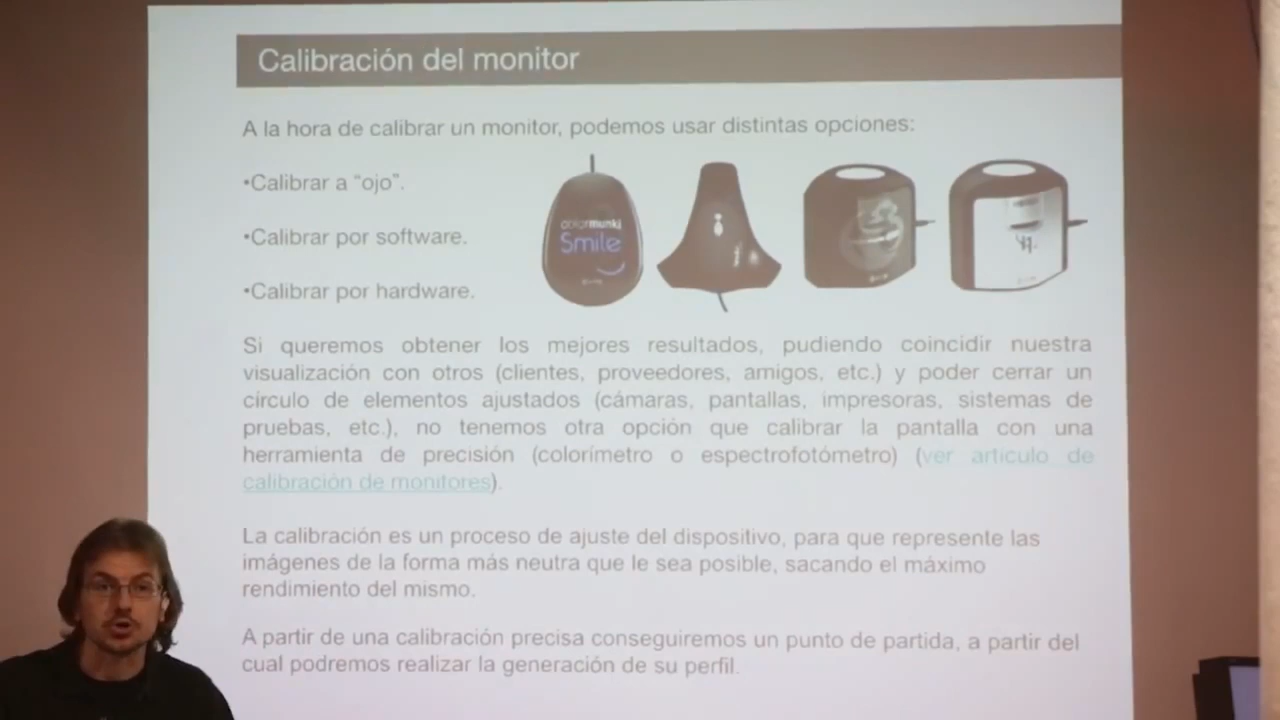 Calibración del monitor
A la hora de calibrar un monitor, podemos usar distintas opciones:
•Calibrar a “ojo”.
colormunki
Smile
•Calibrar por software.
•Calibrar por hardware.
Si queremos obtener los mejores resultados, pudiendo coincidir nuestra
visualización con otros (clientes, proveedores, amigos, etc.) y poder cerrar un
círculo de elementos ajustados (cámaras, pantallas, impresoras, sistemas de
pruebas, etc.), no tenemos otra opción que calibrar la pantalla con una
herramienta de precisión (colorímetro o espectrofotómetro) (ver artículo de
calibración de monitores).
La calibración es un proceso de ajuste del dispositivo, para que represente las
imágenes de la forma más neutra que le sea posible, sacando el máximo
rendimiento del mismo.
A partir de una calibración precisa conseguiremos un punto de partida, a partir del
cual podremos realizar la generación de su perfil.